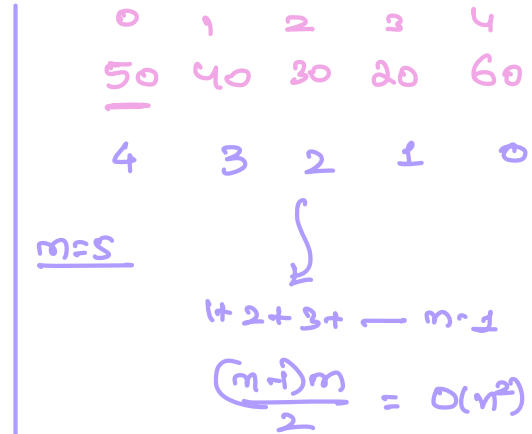 0 1 2 3 4
50 40 30 20 60
4 3 2 1 0
n=5
1+2+3+ — n-1
(n-1)n
2
= O(n²)